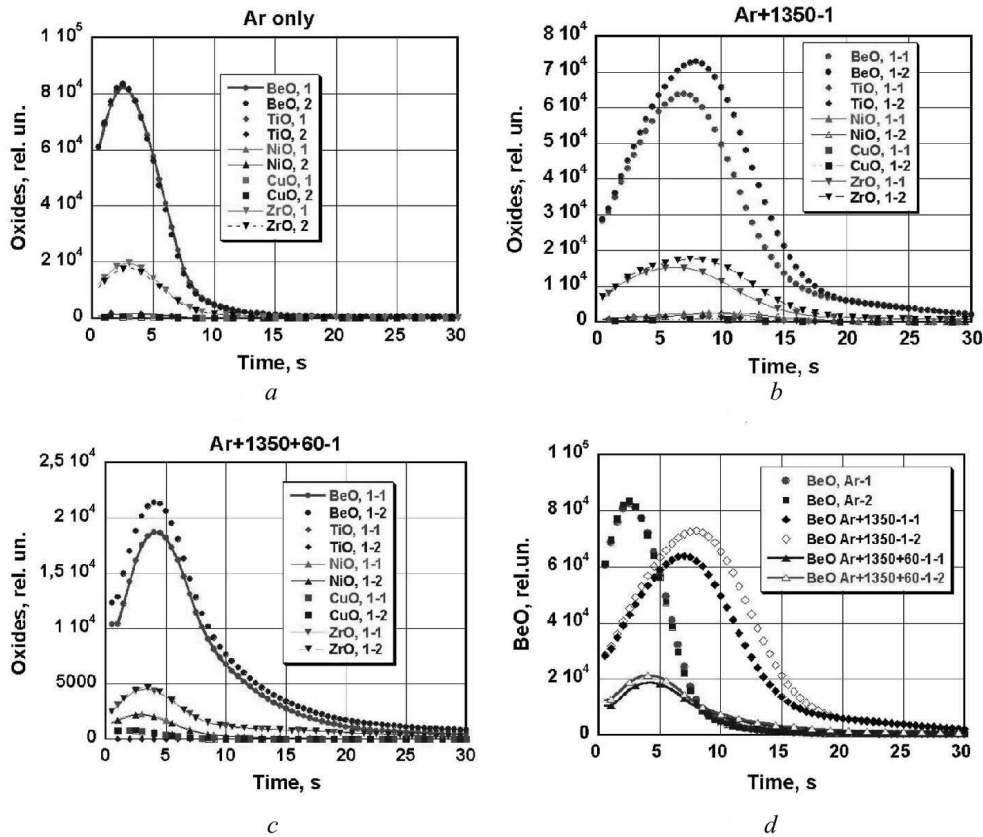 Ar only
1 10⁵
8 10⁴
6 10⁴
4 10⁴
2 10⁴
0
Oxides, rel. un.
BeO, 1
BeO, 2
TiO, 1
TiO, 2
NiO, 1
NiO, 2
CuO, 1
CuO, 2
ZrO, 1
ZrO, 2
0 5 10 15 20 25 30
Time, s
a
Ar+1350-1
8 10⁴
7 10⁴
6 10⁴
5 10⁴
4 10⁴
3 10⁴
2 10⁴
1 10⁴
0
Oxides, rel. un.
BeO, 1-1
BeO, 1-2
TiO, 1-1
TiO, 1-2
NiO, 1-1
NiO, 1-2
CuO, 1-1
CuO, 1-2
ZrO, 1-1
ZrO, 1-2
0 5 10 15 20 25 30
Time, s
b
Ar+1350+60-1
2,5 10⁴
2 10⁴
1,5 10⁴
1 10⁴
5000
0
Oxides, rel. un.
BeO, 1-1
BeO, 1-2
TiO, 1-1
TiO, 1-2
NiO, 1-1
NiO, 1-2
CuO, 1-1
CuO, 1-2
ZrO, 1-1
ZrO, 1-2
0 5 10 15 20 25 30
Time, s
c
1 10⁵
8 10⁴
6 10⁴
4 10⁴
2 10⁴
0
BeO, rel.un.
BeO, Ar-1
BeO, Ar-2
BeO Ar+1350-1-1
BeO Ar+1350-1-2
BeO Ar+1350+60-1-1
BeO Ar+1350+60-1-2
0 5 10 15 20 25 30
Time, s
d